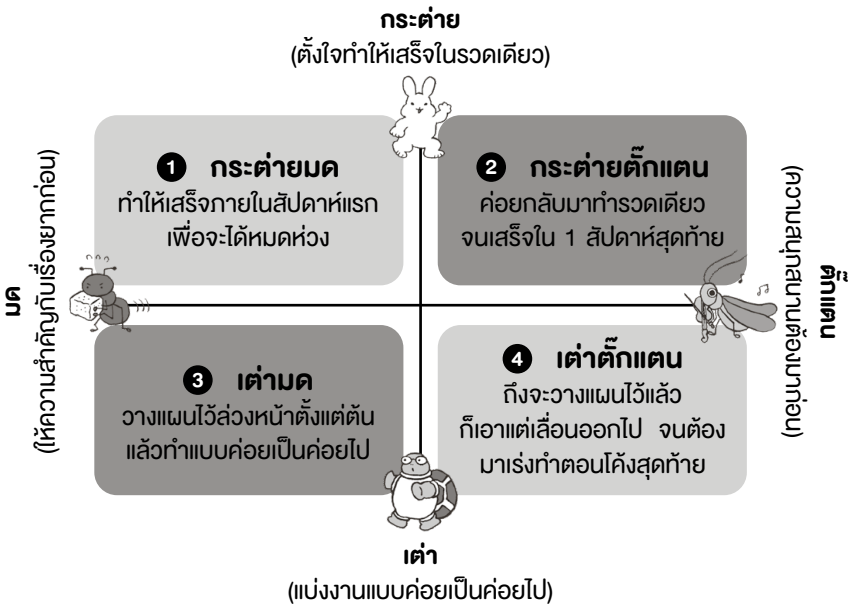 กระต่าย
(ตั้งใจทำให้เสร็จในรวดเดียว)
1 กระต่ายมด
ทำให้เสร็จภายในสัปดาห์แรก
เพื่อจะได้หมดห่วง
2 กระต่ายตั๊กแตน
ค่อยกลับมาทำรวดเดียว
จนเสร็จใน 1 สัปดาห์สุดท้าย
มด
(ให้ความสำคัญกับเรื่องยากก่อน)
ตั๊กแตน
(ความสนุกสนานต้องมาก่อน)
3 เต่ามด
วางแผนไว้ล่วงหน้าตั้งแต่ต้น
แล้วทำแบบค่อยเป็นค่อยไป
4 เต่าตั๊กแตน
ถึงจะวางแผนไว้แล้ว
ก็เอาแต่เลื่อนออกไป จนต้อง
มาเร่งทำตอนโค้งสุดท้าย
เต่า
(แบ่งงานแบบค่อยเป็นค่อยไป)